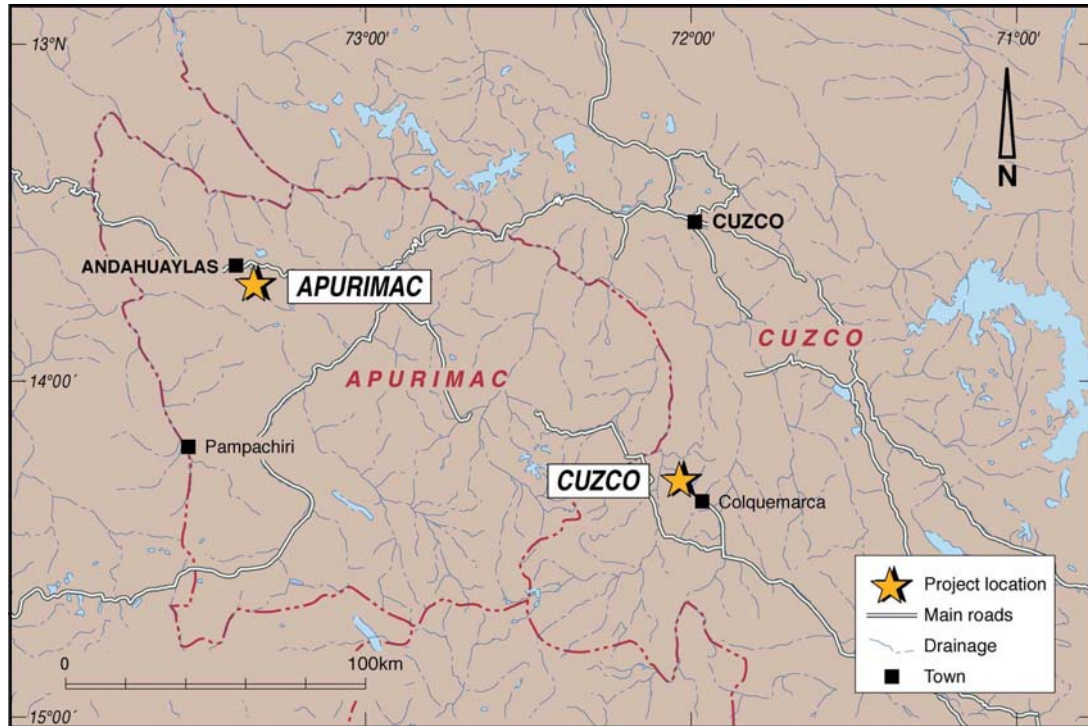 13°N
73°00'
72°00'
71°00'
N
CUZCO
ANDAHUAYLAS
APURIMAC
CUZCO
14°00'
APURIMAC
Pampachiri
CUZCO
Colquemarca
Project location
Main roads
Drainage
Town
0
100km
15°00'